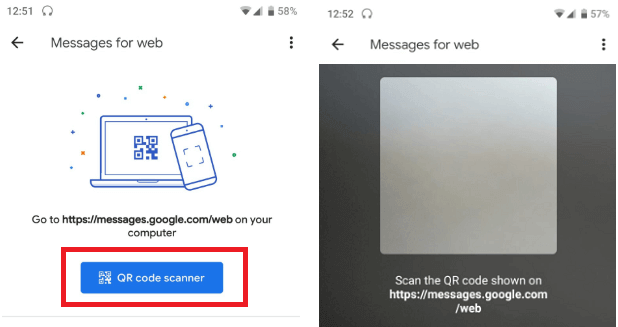 12:51
58%
Messages for web
Go to https://messages.google.com/web on your
computer
QR code scanner
12:52
57%
Messages for web
Scan the QR code shown on
https://messages.google.com
/web